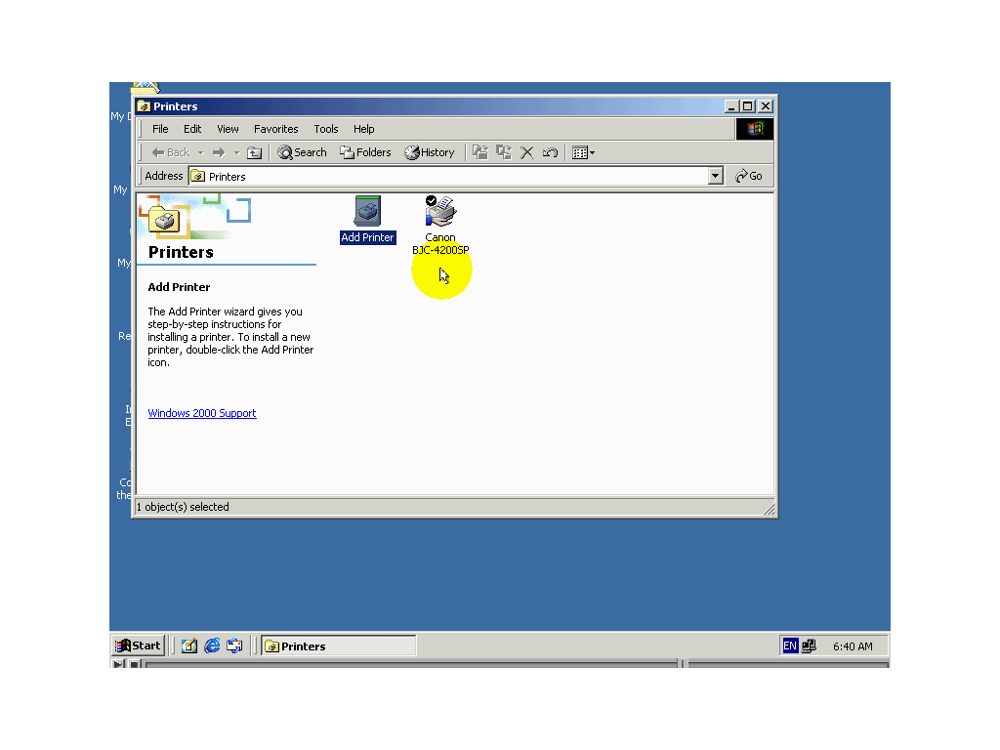 My D
My
My
Re
In
E
Co
the
Printers
File Edit View Favorites Tools Help
Back Search Folders History
Address Printers Go
Add Printer
Canon
BJC-4200SP
Printers
Add Printer
The Add Printer wizard gives you
step-by-step instructions for
installing a printer. To install a new
printer, double-click the Add Printer
icon.
Windows 2000 Support
1 object(s) selected
Start Printers EN 6:40 AM